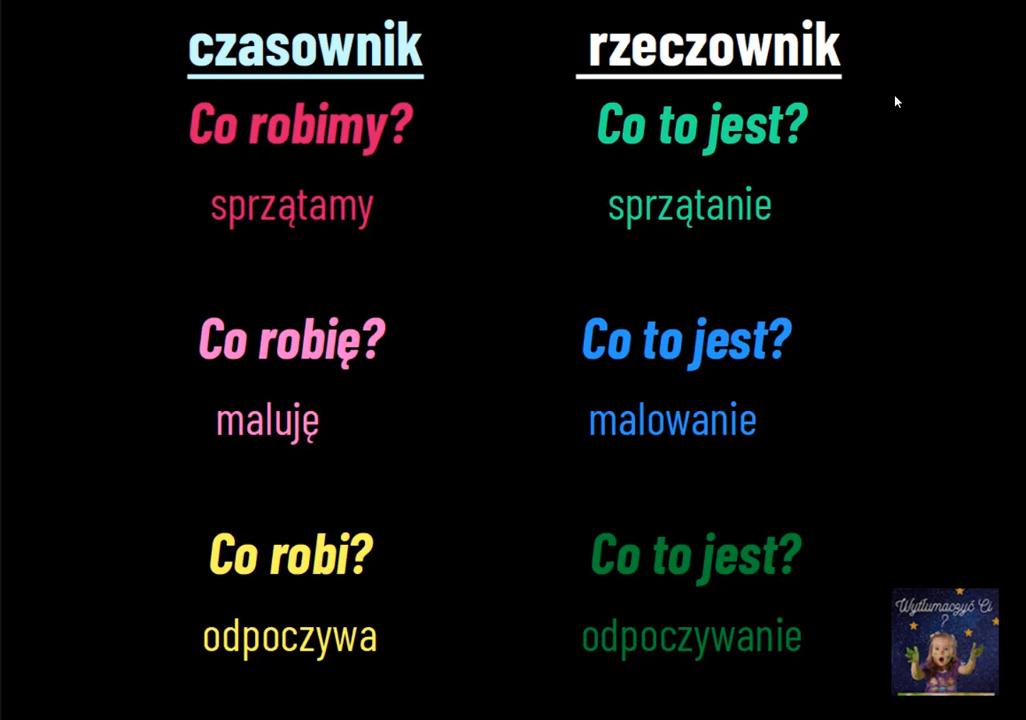 czasownik
rzeczownik
Co robimy?
Co to jest?
sprzątamy
sprzątanie
Co robię?
Co to jest?
maluję
malowanie
Co robi?
Co to jest?
odpoczywa
odpoczywanie
Wytłumaczyć Ci
?